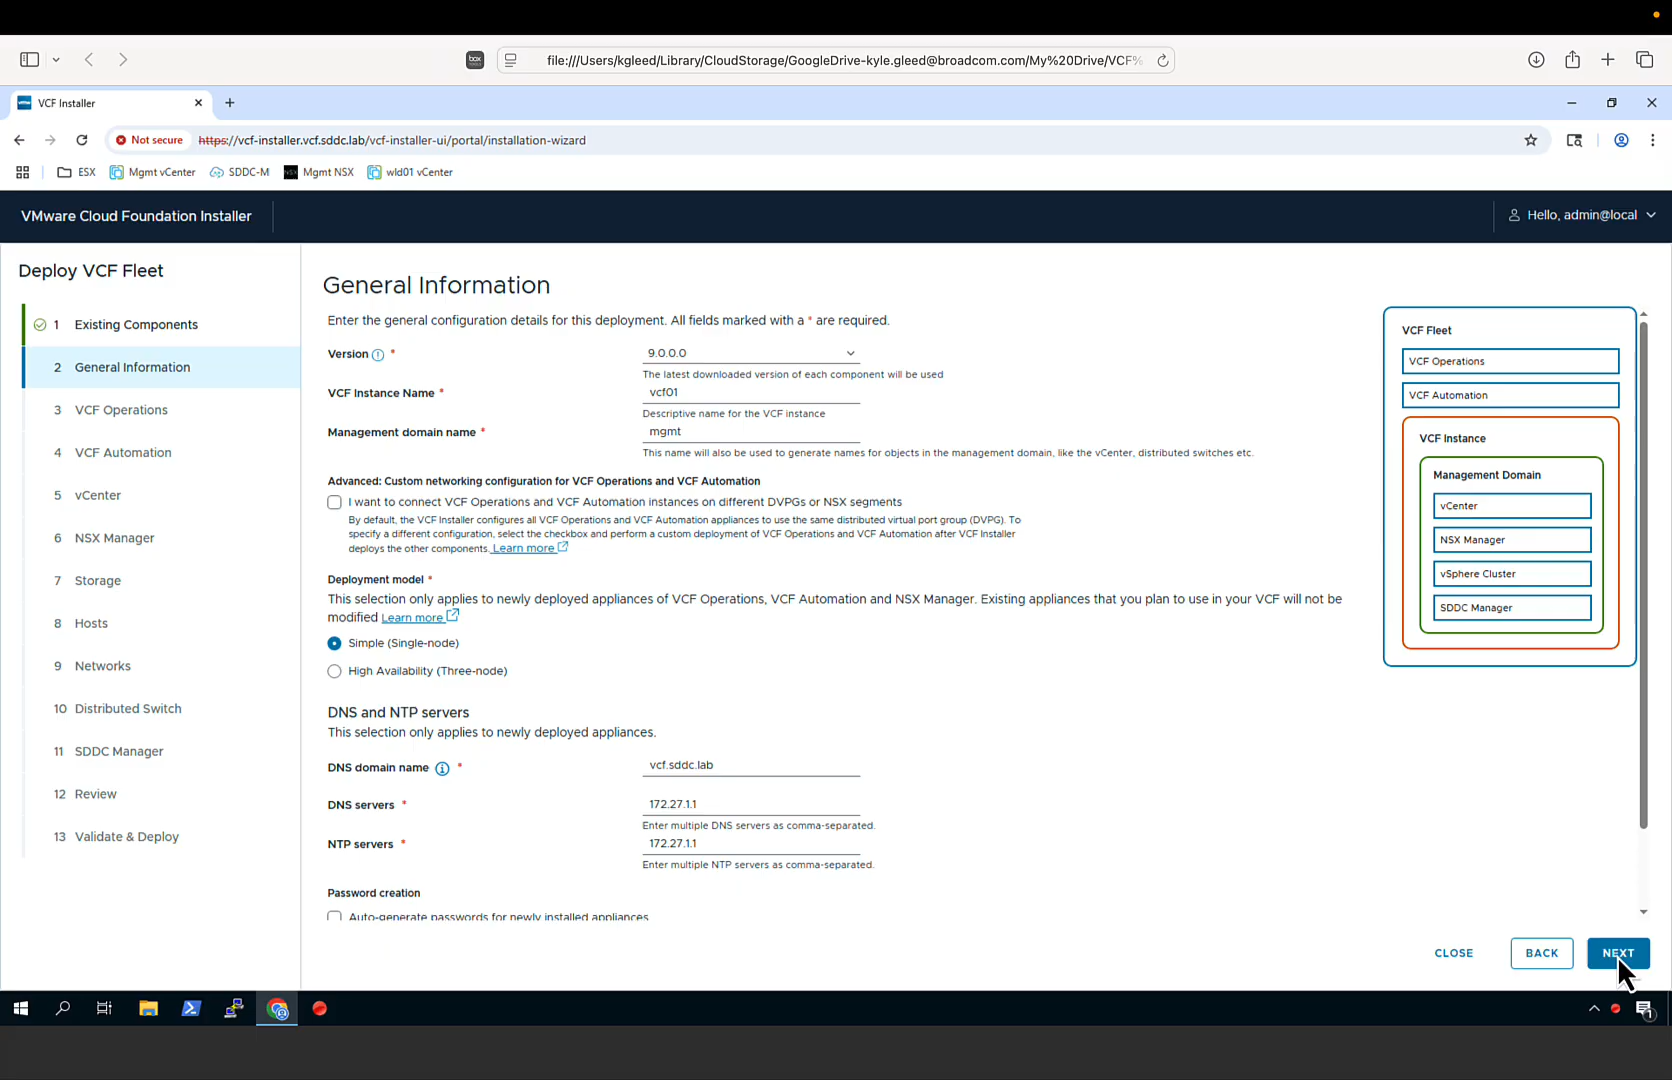 box
file:///Users/kgleed/Library/CloudStorage/GoogleDrive-kyle.gleed@broadcom.com/My%20Drive/VCF%
VCF Installer
Not secure
https://vcf-installer.vcf.sddc.lab/vcf-installer-ui/portal/installation-wizard
ESX
Mgmt vCenter
SDDC-M
Mgmt NSX
wld01 vCenter
VMware Cloud Foundation Installer
Hello, admin@local
Deploy VCF Fleet
1 Existing Components
2 General Information
3 VCF Operations
4 VCF Automation
5 vCenter
6 NSX Manager
7 Storage
8 Hosts
9 Networks
10 Distributed Switch
11 SDDC Manager
12 Review
13 Validate & Deploy
General Information
Enter the general configuration details for this deployment. All fields marked with a * are required.
Version * 9.0.0.0
The latest downloaded version of each component will be used
VCF Instance Name * vcf01
Descriptive name for the VCF instance
Management domain name * mgmt
This name will also be used to generate names for objects in the management domain, like the vCenter, distributed switches etc.
Advanced: Custom networking configuration for VCF Operations and VCF Automation
I want to connect VCF Operations and VCF Automation instances on different DVPGs or NSX segments
By default, the VCF Installer configures all VCF Operations and VCF Automation appliances to use the same distributed virtual port group (DVPG). To
specify a different configuration, select the checkbox and perform a custom deployment of VCF Operations and VCF Automation after VCF Installer
deploys the other components. Learn more
Deployment model *
This selection only applies to newly deployed appliances of VCF Operations, VCF Automation and NSX Manager. Existing appliances that you plan to use in your VCF will not be
modified Learn more
Simple (Single-node)
High Availability (Three-node)
DNS and NTP servers
This selection only applies to newly deployed appliances.
DNS domain name * vcf.sddc.lab
DNS servers * 172.27.1.1
Enter multiple DNS servers as comma-separated.
NTP servers * 172.27.1.1
Enter multiple NTP servers as comma-separated.
Password creation
Auto-generate passwords for newly installed appliances
VCF Fleet
VCF Operations
VCF Automation
VCF Instance
Management Domain
vCenter
NSX Manager
vSphere Cluster
SDDC Manager
CLOSE
BACK
NEXT
1